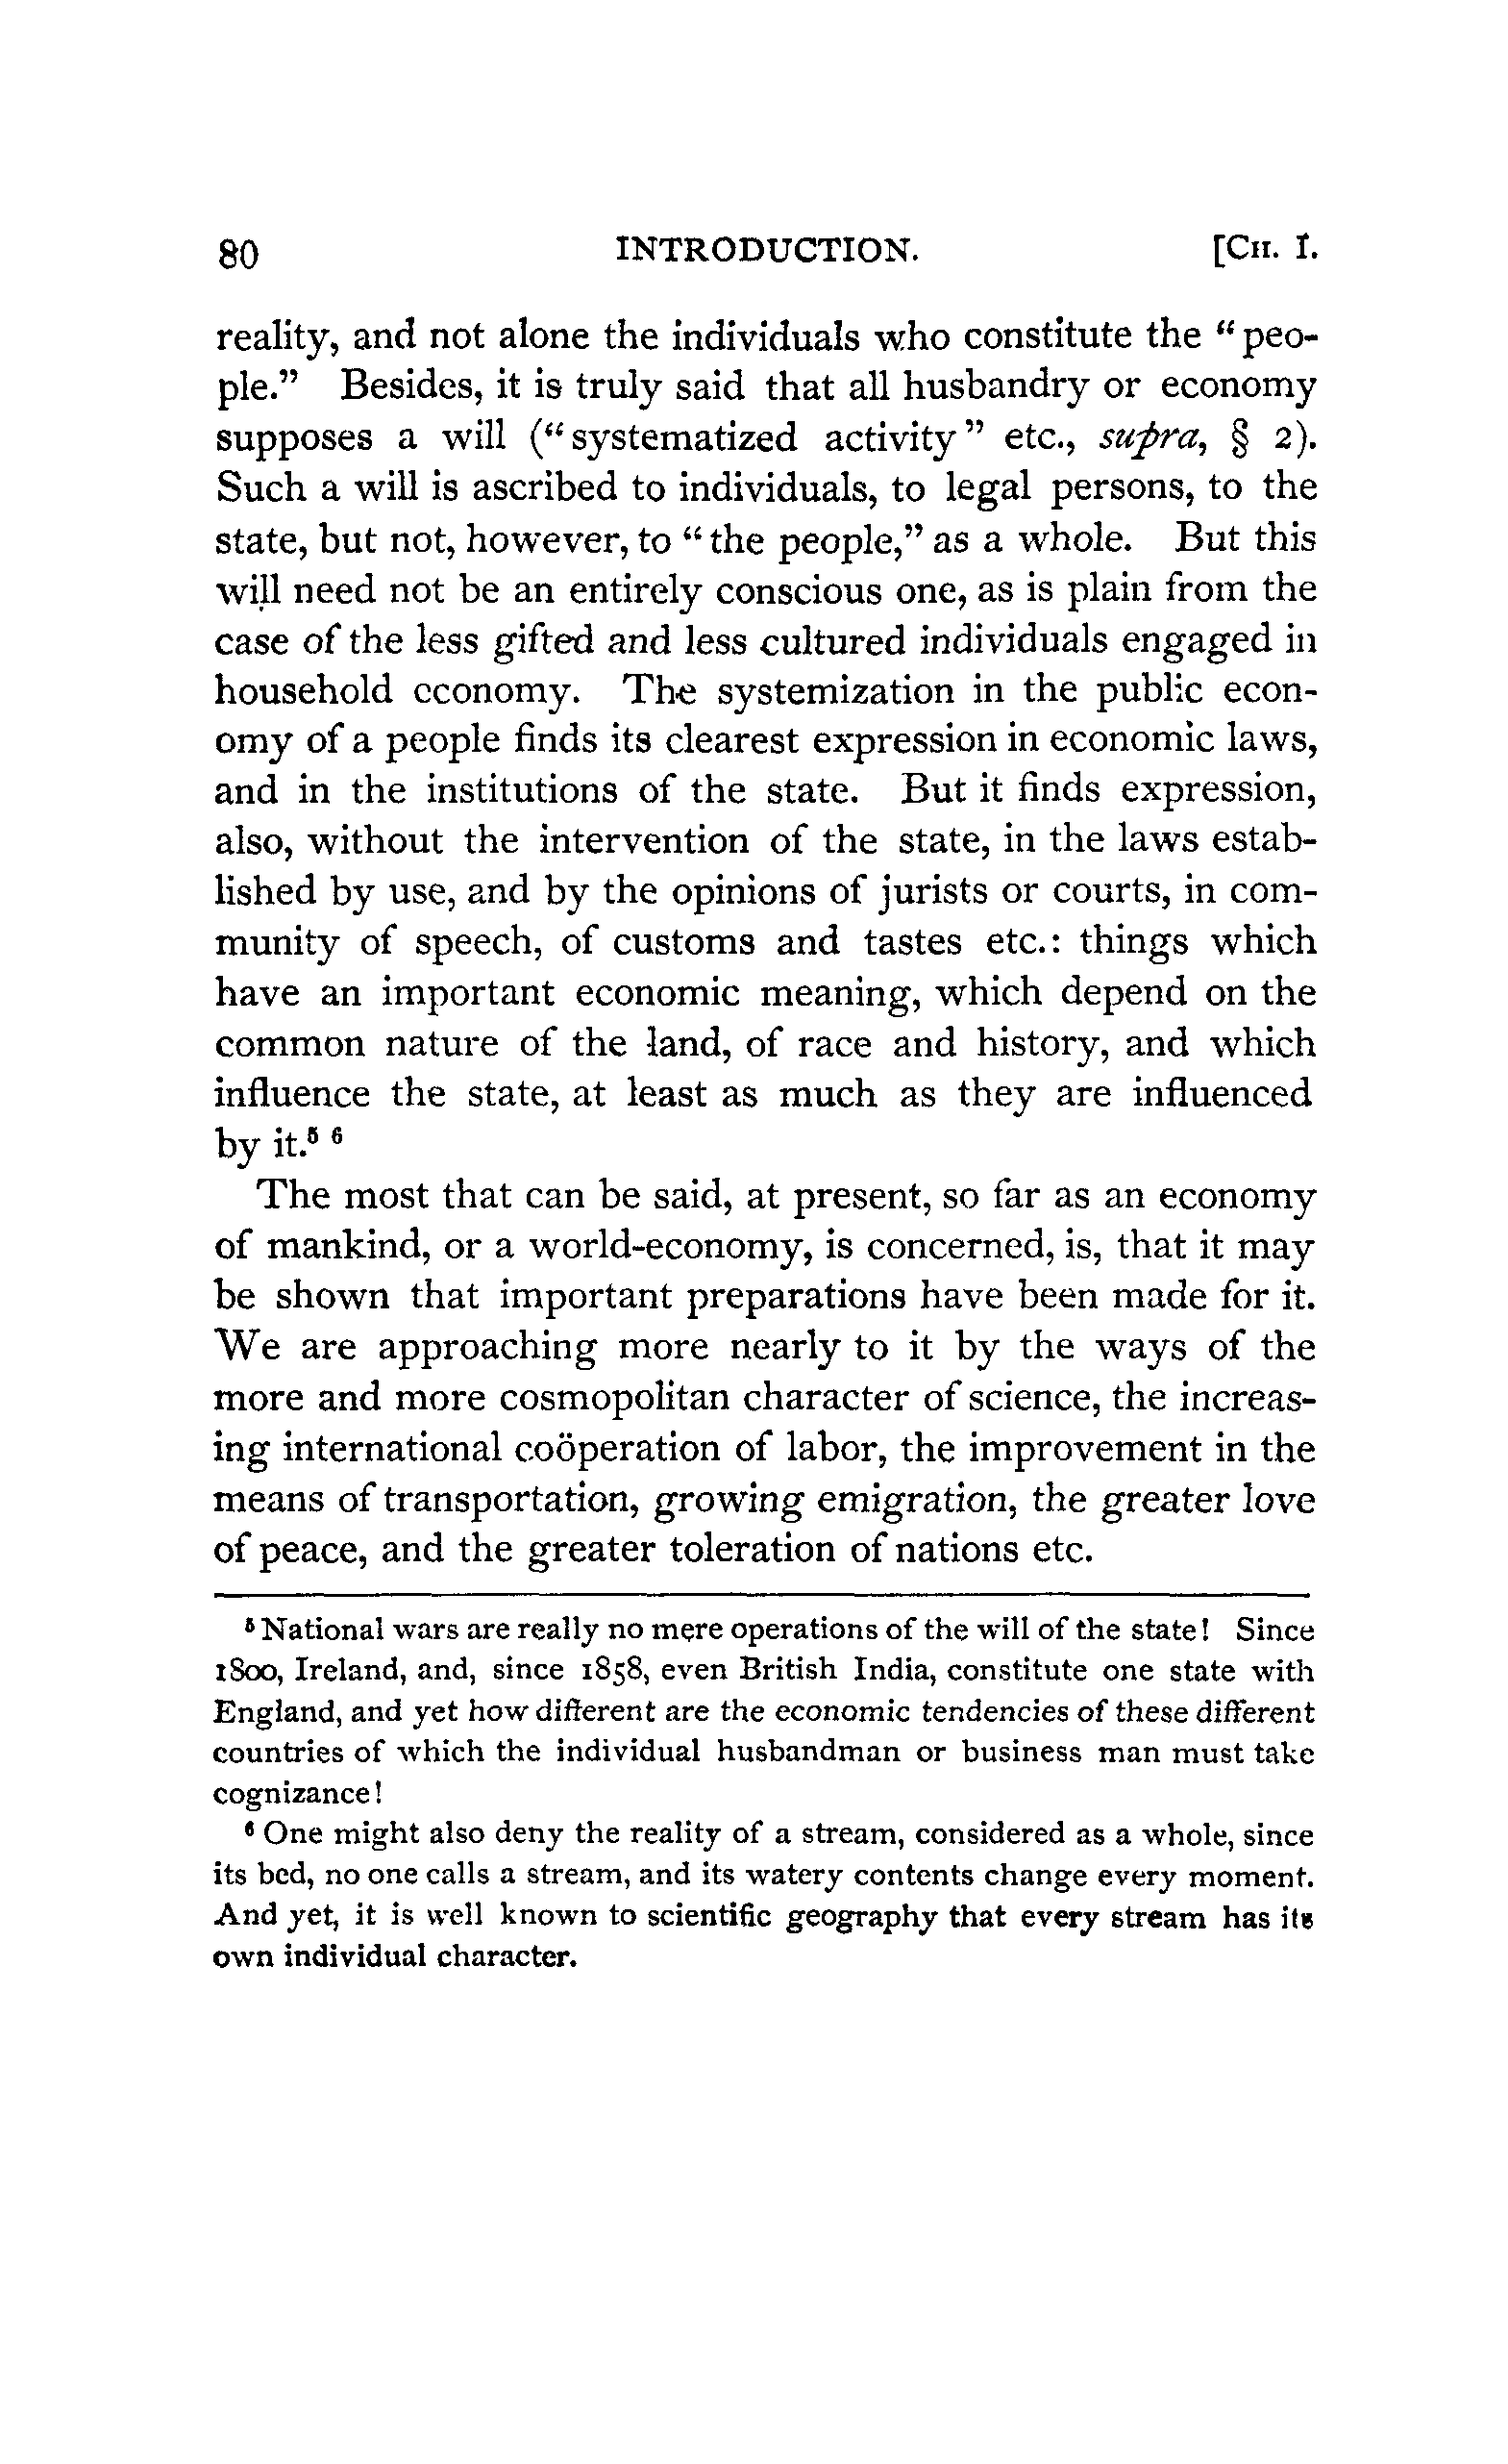 80 INTRODUCTION. [CH. I.
reality, and not alone the individuals who constitute the “peo-
ple.” Besides, it is truly said that all husbandry or economy
supposes a will (“systematized activity” etc., supra, § 2).
Such a will is ascribed to individuals, to legal persons, to the
state, but not, however, to “the people,” as a whole. But this
will need not be an entirely conscious one, as is plain from the
case of the less gifted and less cultured individuals engaged in
household economy. The systemization in the public econ-
omy of a people finds its clearest expression in economic laws,
and in the institutions of the state. But it finds expression,
also, without the intervention of the state, in the laws estab-
lished by use, and by the opinions of jurists or courts, in com-
munity of speech, of customs and tastes etc.: things which
have an important economic meaning, which depend on the
common nature of the land, of race and history, and which
influence the state, at least as much as they are influenced
by it.⁵ ⁶
The most that can be said, at present, so far as an economy
of mankind, or a world-economy, is concerned, is, that it may
be shown that important preparations have been made for it.
We are approaching more nearly to it by the ways of the
more and more cosmopolitan character of science, the increas-
ing international coöperation of labor, the improvement in the
means of transportation, growing emigration, the greater love
of peace, and the greater toleration of nations etc.
⁵ National wars are really no mere operations of the will of the state! Since
1800, Ireland, and, since 1858, even British India, constitute one state with
England, and yet how different are the economic tendencies of these different
countries of which the individual husbandman or business man must take
cognizance!
⁶ One might also deny the reality of a stream, considered as a whole, since
its bed, no one calls a stream, and its watery contents change every moment.
And yet, it is well known to scientific geography that every stream has its
own individual character.